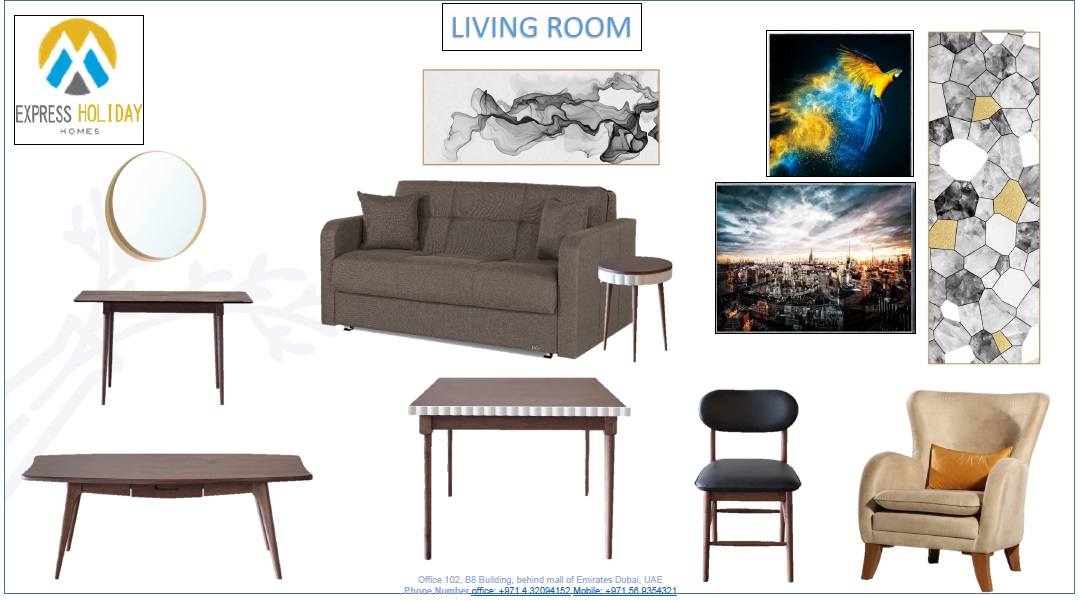 LIVING ROOM
EXPRESS HOLIDAY
HOMES
Office 102, B8 Building, behind mall of Emirates Dubai, UAE
Phone Number office: +971 4 32094152 Mobile: +971 56 9354321